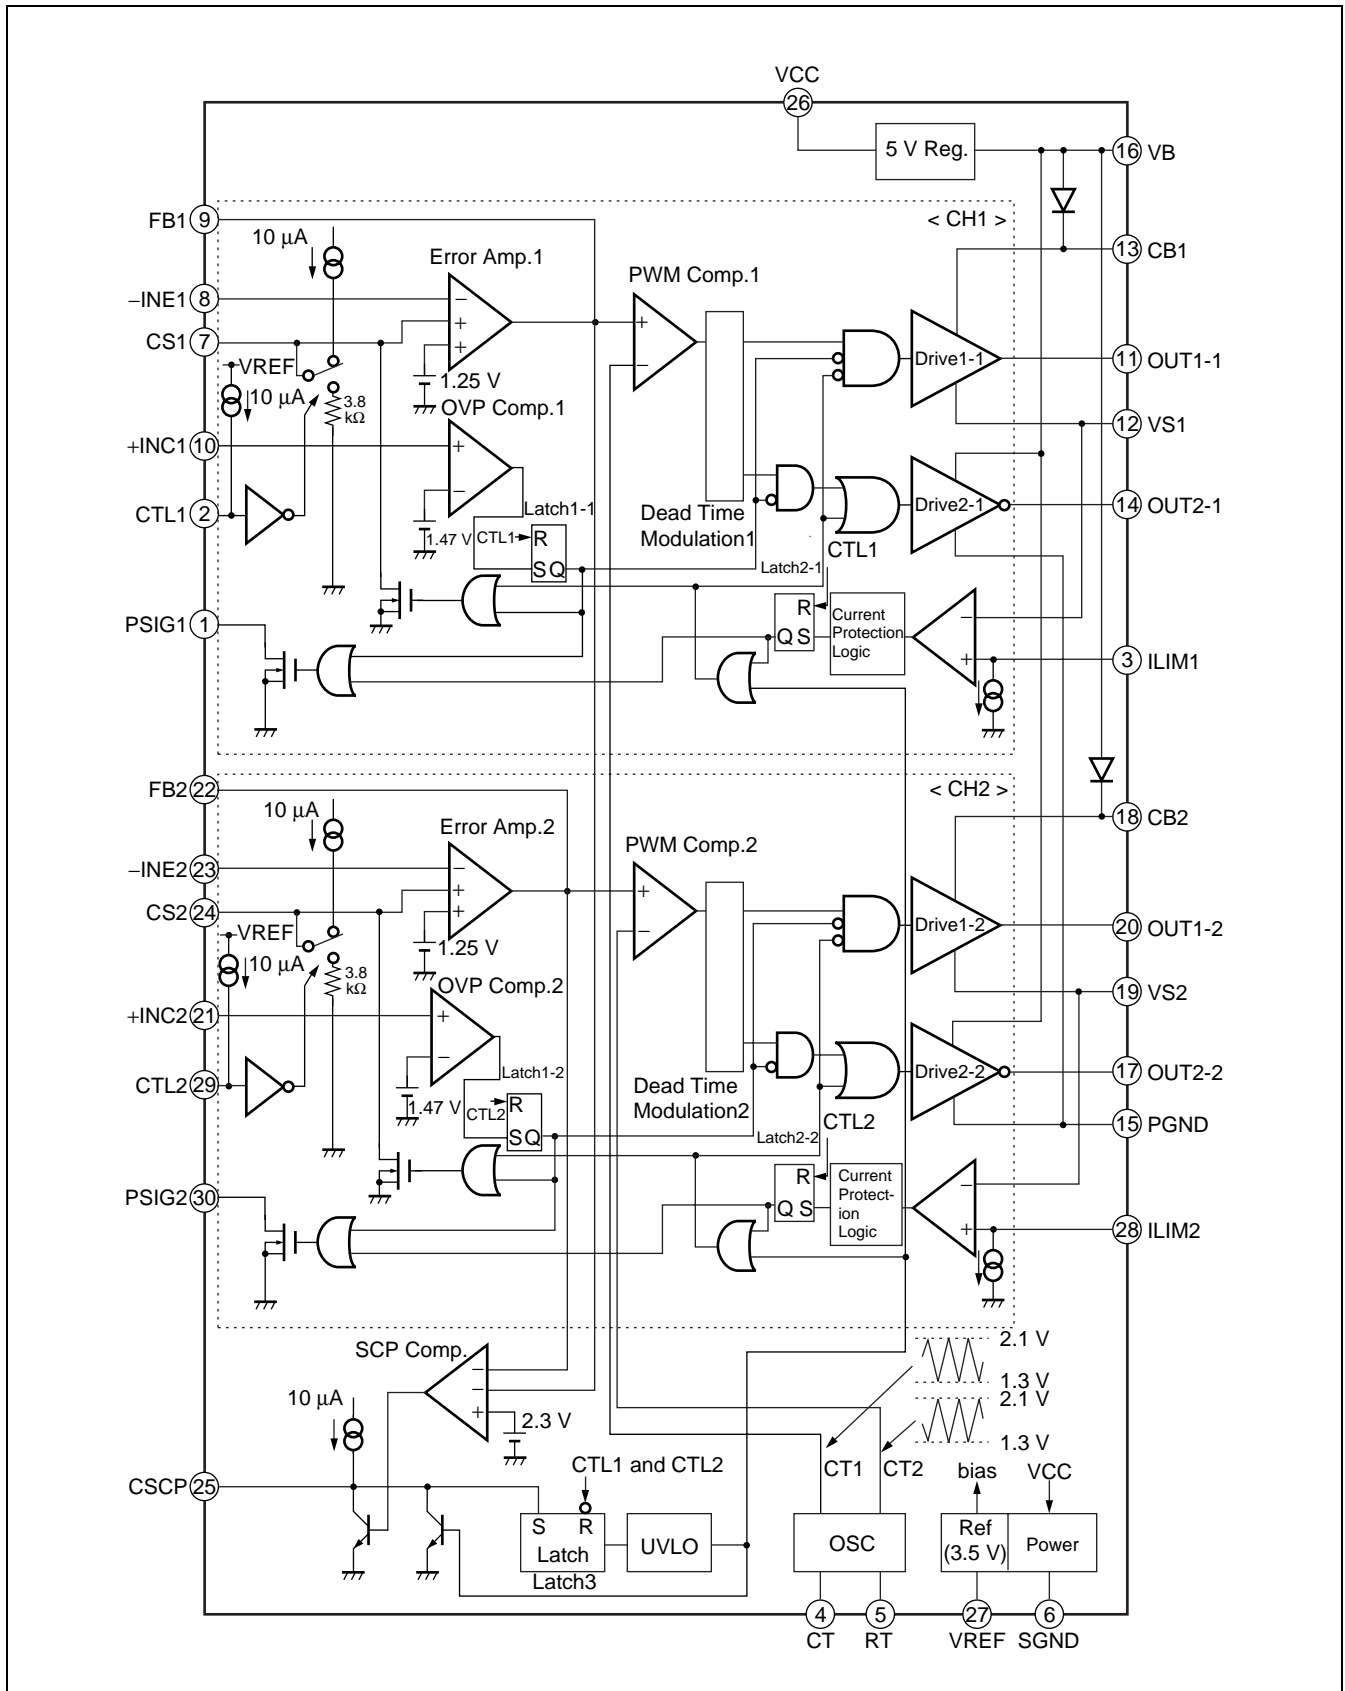 VCC
26
5 V Reg.
16 VB
FB1 9
< CH1 >
10 µA
Error Amp.1
13 CB1
PWM Comp.1
−INE1 8
−
+
+
+
−
CS1 7
VREF
Drive1-1
11 OUT1-1
1.25 V
10 µA
3.8
kΩ
OVP Comp.1
12 VS1
+INC1 10
+
−
Latch1-1
CTL1 2
Drive2-1
14 OUT2-1
Dead Time
Modulation1
1.47 V
CTL1
R
S Q
CTL1
Latch2-1
R
Q S
Current
Protection
Logic
−
+
PSIG1 1
3 ILIM1
FB2 22
< CH2 >
10 µA
18 CB2
Error Amp.2
PWM Comp.2
−INE2 23
−
+
+
+
−
CS2 24
VREF
Drive1-2
20 OUT1-2
1.25 V
10 µA
3.8
kΩ
OVP Comp.2
19 VS2
+INC2 21
+
−
Latch1-2
CTL2 29
Drive2-2
17 OUT2-2
Dead Time
Modulation2
1.47 V
CTL2
R
S Q
CTL2
15 PGND
Latch2-2
R
Q S
Current
Protect-
ion
Logic
−
+
PSIG2 30
28 ILIM2
SCP Comp.
−
−
+
2.1 V
1.3 V
2.1 V
1.3 V
10 µA
2.3 V
CTL1 and CTL2
CT1
CT2
bias
VCC
CSCP 25
S R
Latch
Latch3
UVLO
OSC
Ref
(3.5 V)
Power
4
5
27
6
CT
RT
VREF
SGND